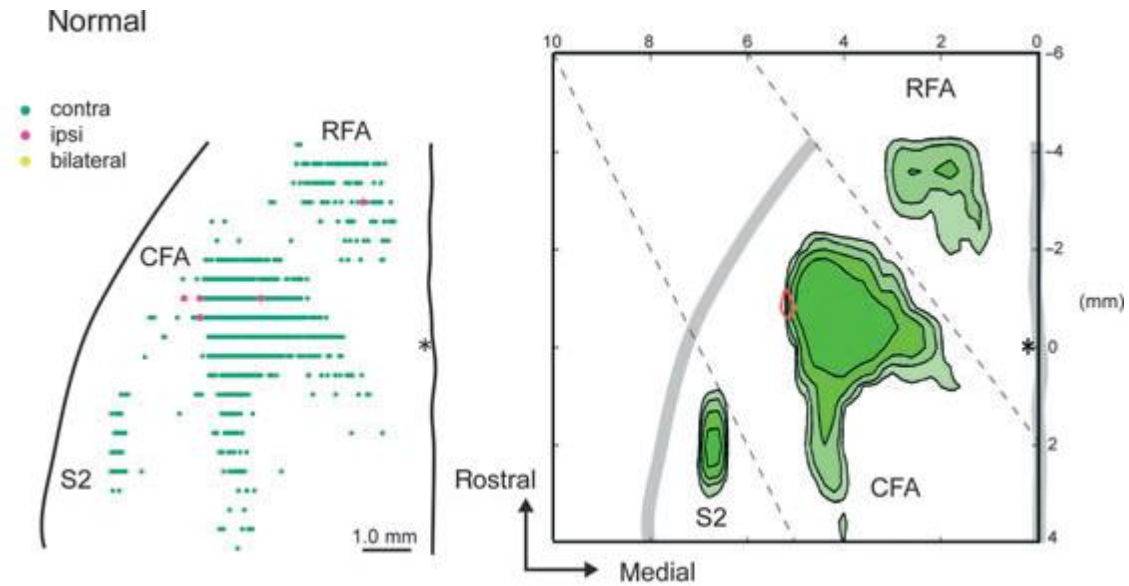 Normal
contra
ipsi
bilateral
RFA
CFA
S2
*
1.0 mm
10 8 6 4 2 0
-6
RFA
-4
-2
(mm)
* 0
2
CFA
S2
4
Rostral
Medial